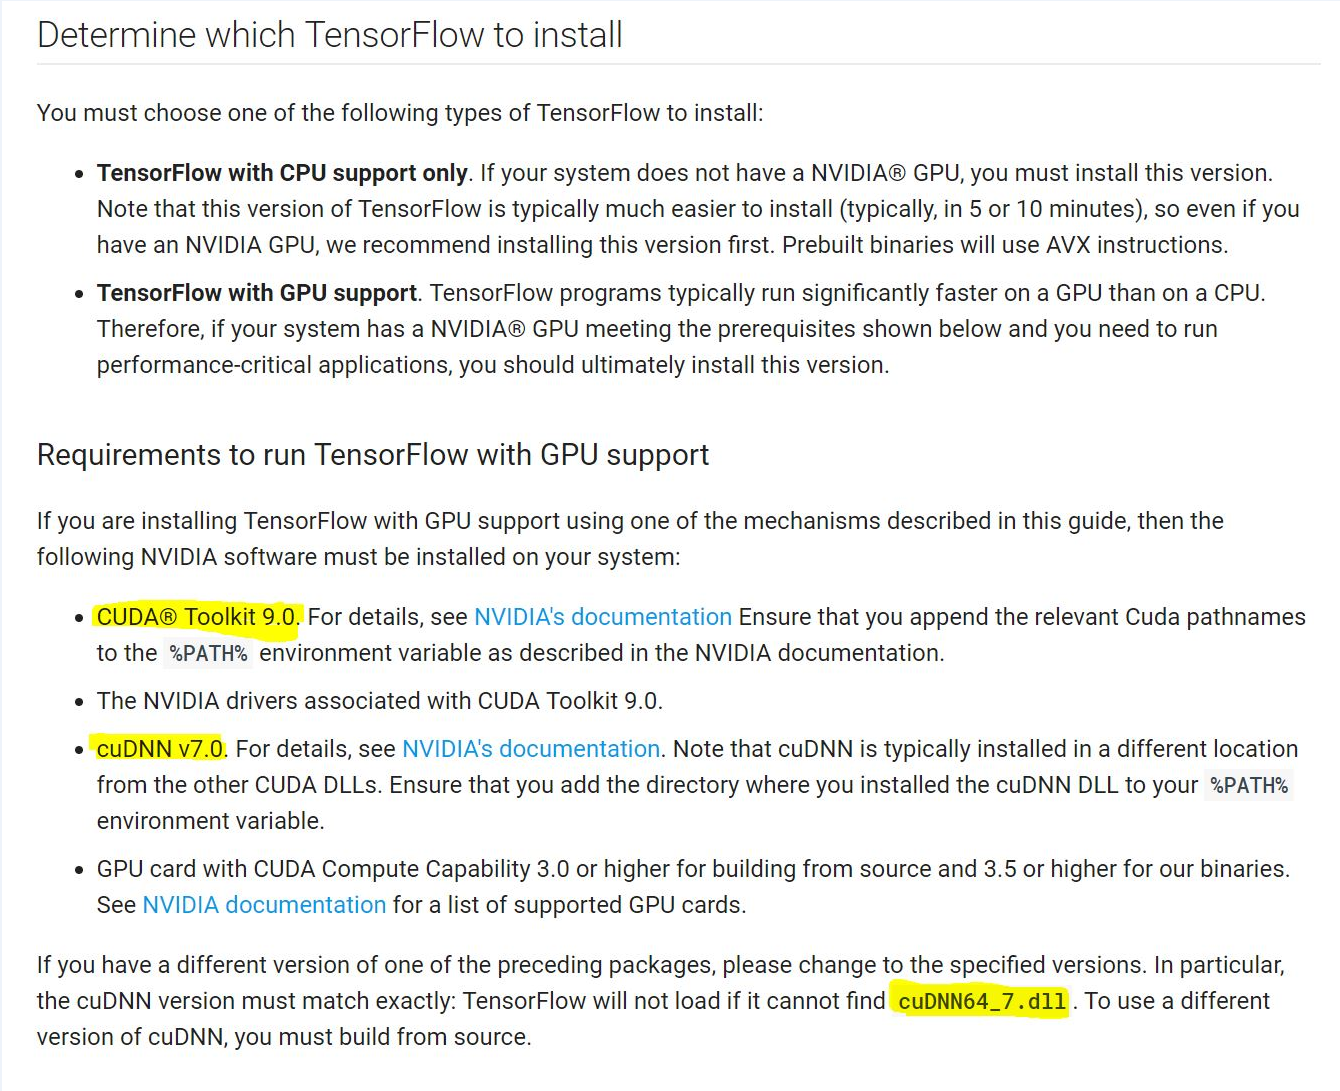 Determine which TensorFlow to install
You must choose one of the following types of TensorFlow to install:
• TensorFlow with CPU support only. If your system does not have a NVIDIA® GPU, you must install this version.
Note that this version of TensorFlow is typically much easier to install (typically, in 5 or 10 minutes), so even if you
have an NVIDIA GPU, we recommend installing this version first. Prebuilt binaries will use AVX instructions.
• TensorFlow with GPU support. TensorFlow programs typically run significantly faster on a GPU than on a CPU.
Therefore, if your system has a NVIDIA® GPU meeting the prerequisites shown below and you need to run
performance-critical applications, you should ultimately install this version.
Requirements to run TensorFlow with GPU support
If you are installing TensorFlow with GPU support using one of the mechanisms described in this guide, then the
following NVIDIA software must be installed on your system:
• CUDA® Toolkit 9.0. For details, see NVIDIA's documentation Ensure that you append the relevant Cuda pathnames
to the %PATH% environment variable as described in the NVIDIA documentation.
• The NVIDIA drivers associated with CUDA Toolkit 9.0.
• cuDNN v7.0. For details, see NVIDIA's documentation. Note that cuDNN is typically installed in a different location
from the other CUDA DLLs. Ensure that you add the directory where you installed the cuDNN DLL to your %PATH%
environment variable.
• GPU card with CUDA Compute Capability 3.0 or higher for building from source and 3.5 or higher for our binaries.
See NVIDIA documentation for a list of supported GPU cards.
If you have a different version of one of the preceding packages, please change to the specified versions. In particular,
the cuDNN version must match exactly: TensorFlow will not load if it cannot find cuDNN64_7.dll. To use a different
version of cuDNN, you must build from source.